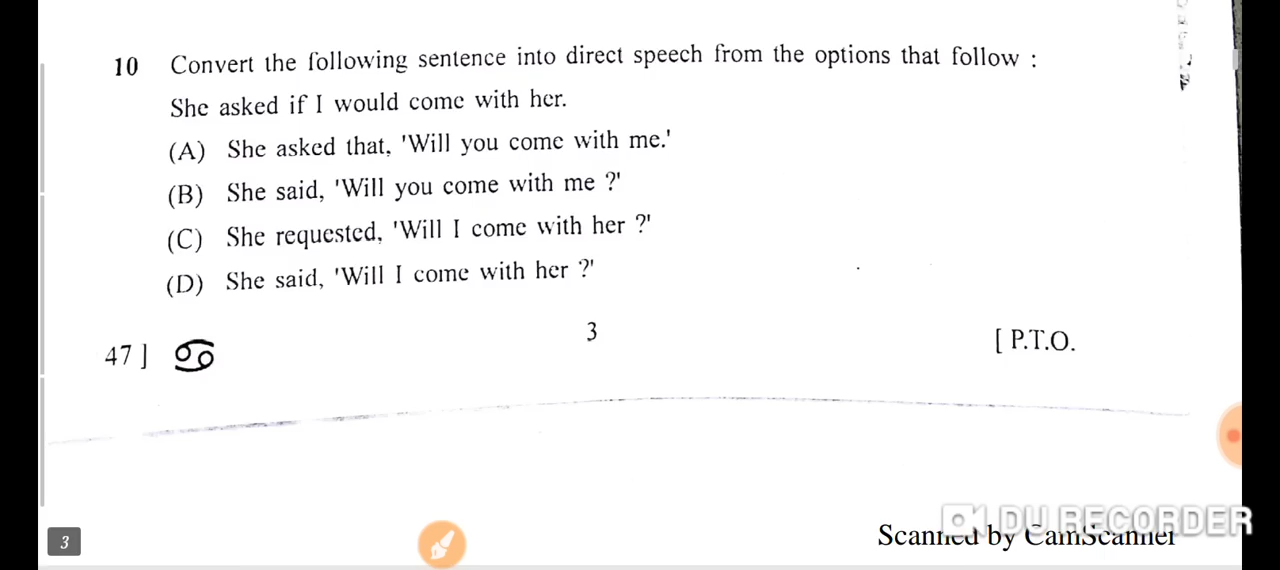 10 Convert the following sentence into direct speech from the options that follow :
She asked if I would come with her.
(A) She asked that, 'Will you come with me.'
(B) She said, 'Will you come with me ?'
(C) She requested, 'Will I come with her ?'
(D) She said, 'Will I come with her ?'
3
47 ] ♋ [ P.T.O.
DU RECORDER
3
Scanned by CamScanner